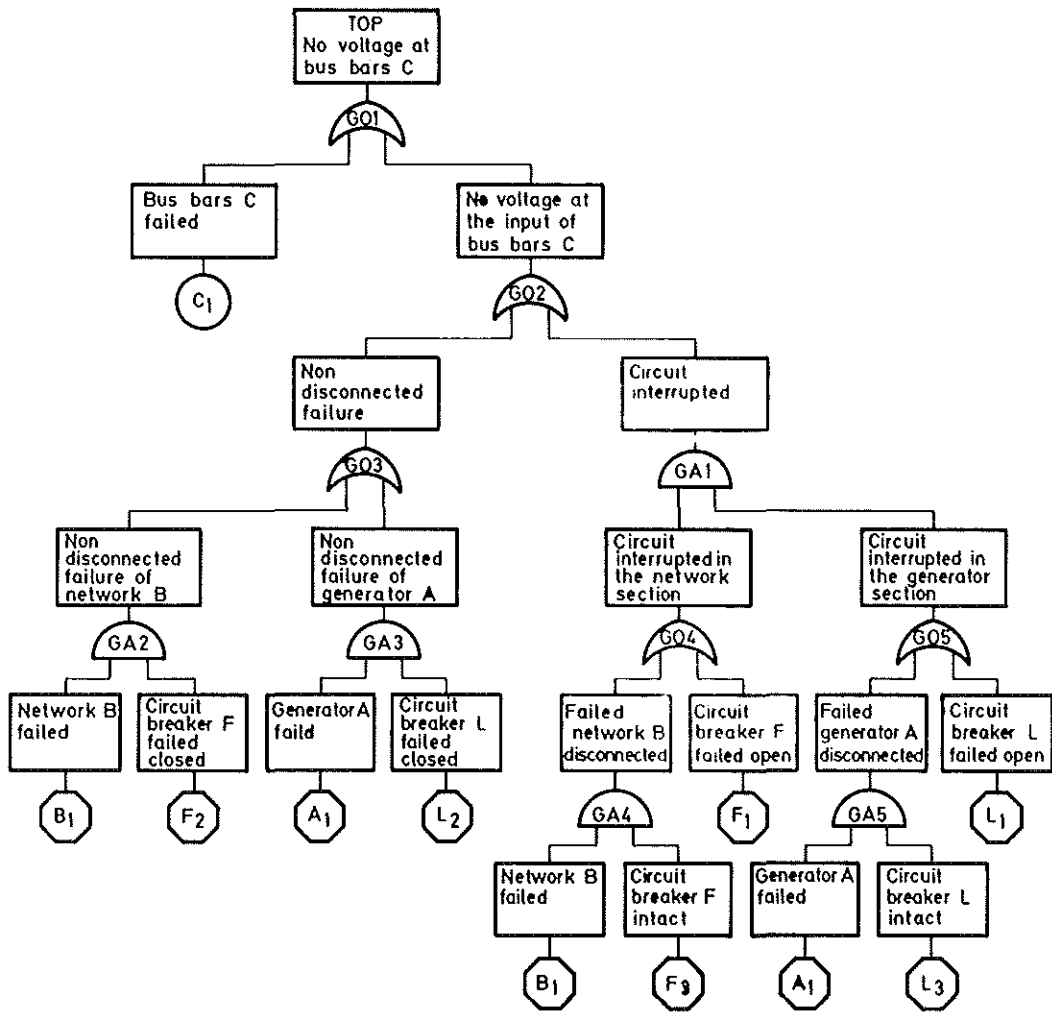 TOP
No voltage at
bus bars C
GO1
Bus bars C
failed
No voltage at
the input of
bus bars C
C1
GO2
Non
disconnected
failure
Circuit
interrupted
GO3
GA1
Non
disconnected
failure of
network B
Non
disconnected
failure of
generator A
Circuit
interrupted in
the network
section
Circuit
interrupted in
the generator
section
GA2
GA3
GO4
GO5
Network B
failed
Circuit
breaker F
failed
closed
Generator A
faild
Circuit
breaker L
failed
closed
Failed
network B
disconnected
Circuit
breaker F
failed open
Failed
generator A
disconnected
Circuit
breaker L
failed open
B1
F2
A1
L2
GA4
F1
GA5
L1
Network B
failed
Circuit
breaker F
intact
Generator A
failed
Circuit
breaker L
intact
B1
F3
A1
L3